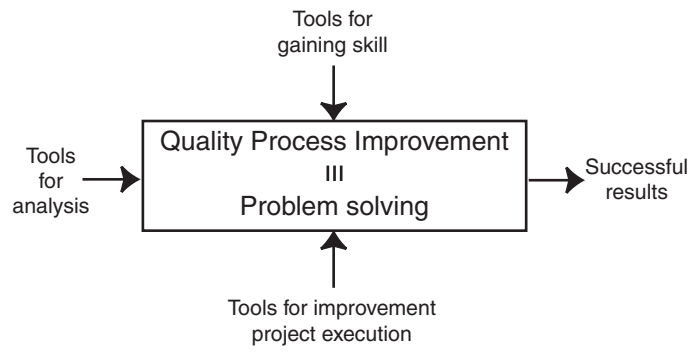 Tools for
gaining skill
Quality Process Improvement
III
Problem solving
Tools
for
analysis
Successful
results
Tools for improvement
project execution